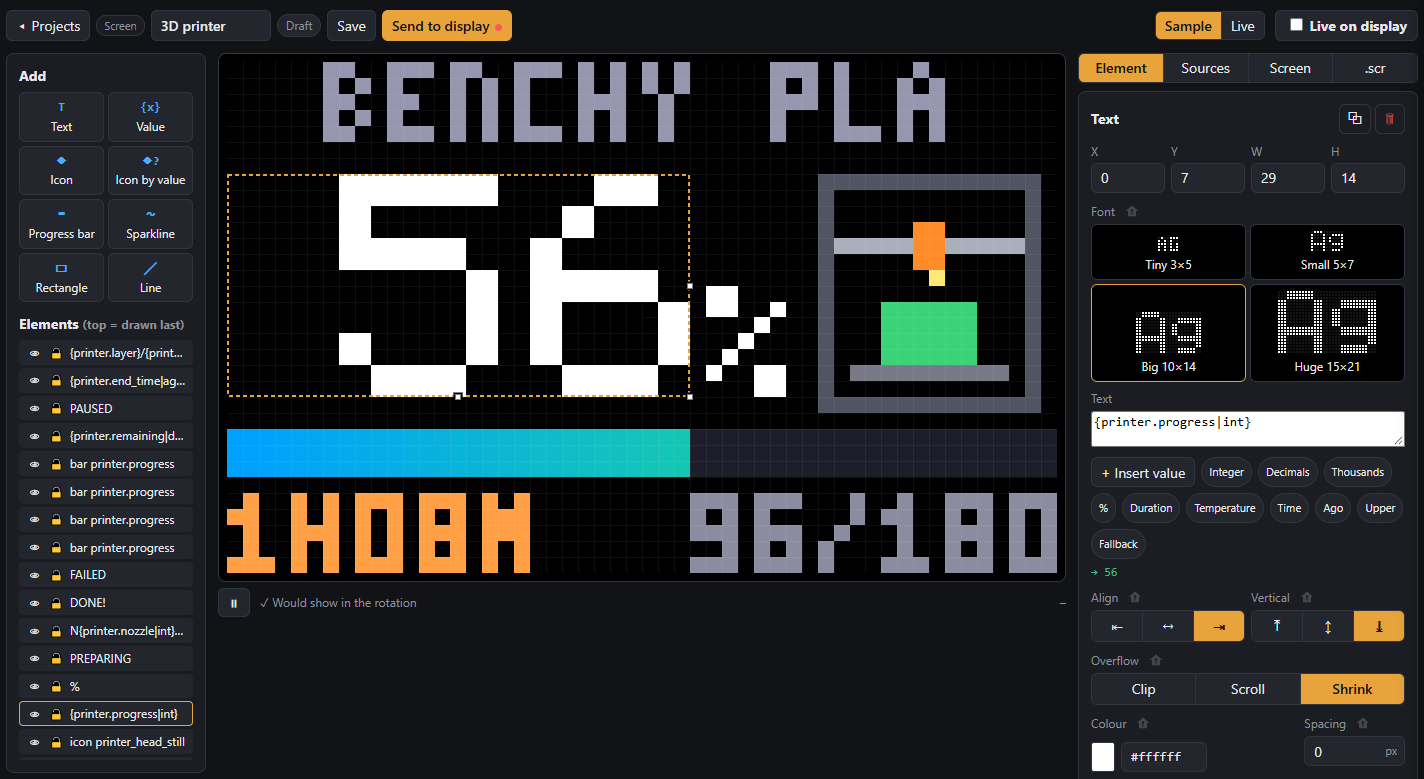 ◂ Projects Screen 3D printer Draft Save Send to display Sample Live Live on display
Add
T Text
{x} Value
Icon
? Icon by value
Progress bar
~ Sparkline
Rectangle
Line
Elements (top = drawn last)
{printer.layer}/{print...
{printer.end_time|ag...
PAUSED
{printer.remaining|d...
bar printer.progress
bar printer.progress
bar printer.progress
bar printer.progress
FAILED
DONE!
N{printer.nozzle|int}...
PREPARING
%
{printer.progress|int}
icon printer_head_still
BENCHY PLA
56%
1H08M 96/180
✓ Would show in the rotation –
Element Sources Screen .scr
Text
X Y W H
0 7 29 14
Font
Ag Tiny 3×5
Ag Small 5×7
Ag Big 10×14
Ag Huge 15×21
Text
{printer.progress|int}
+ Insert value Integer Decimals Thousands
% Duration Temperature Time Ago Upper
Fallback
→ 56
Align Vertical
Overflow
Clip Scroll Shrink
Colour Spacing
#ffffff 0 px